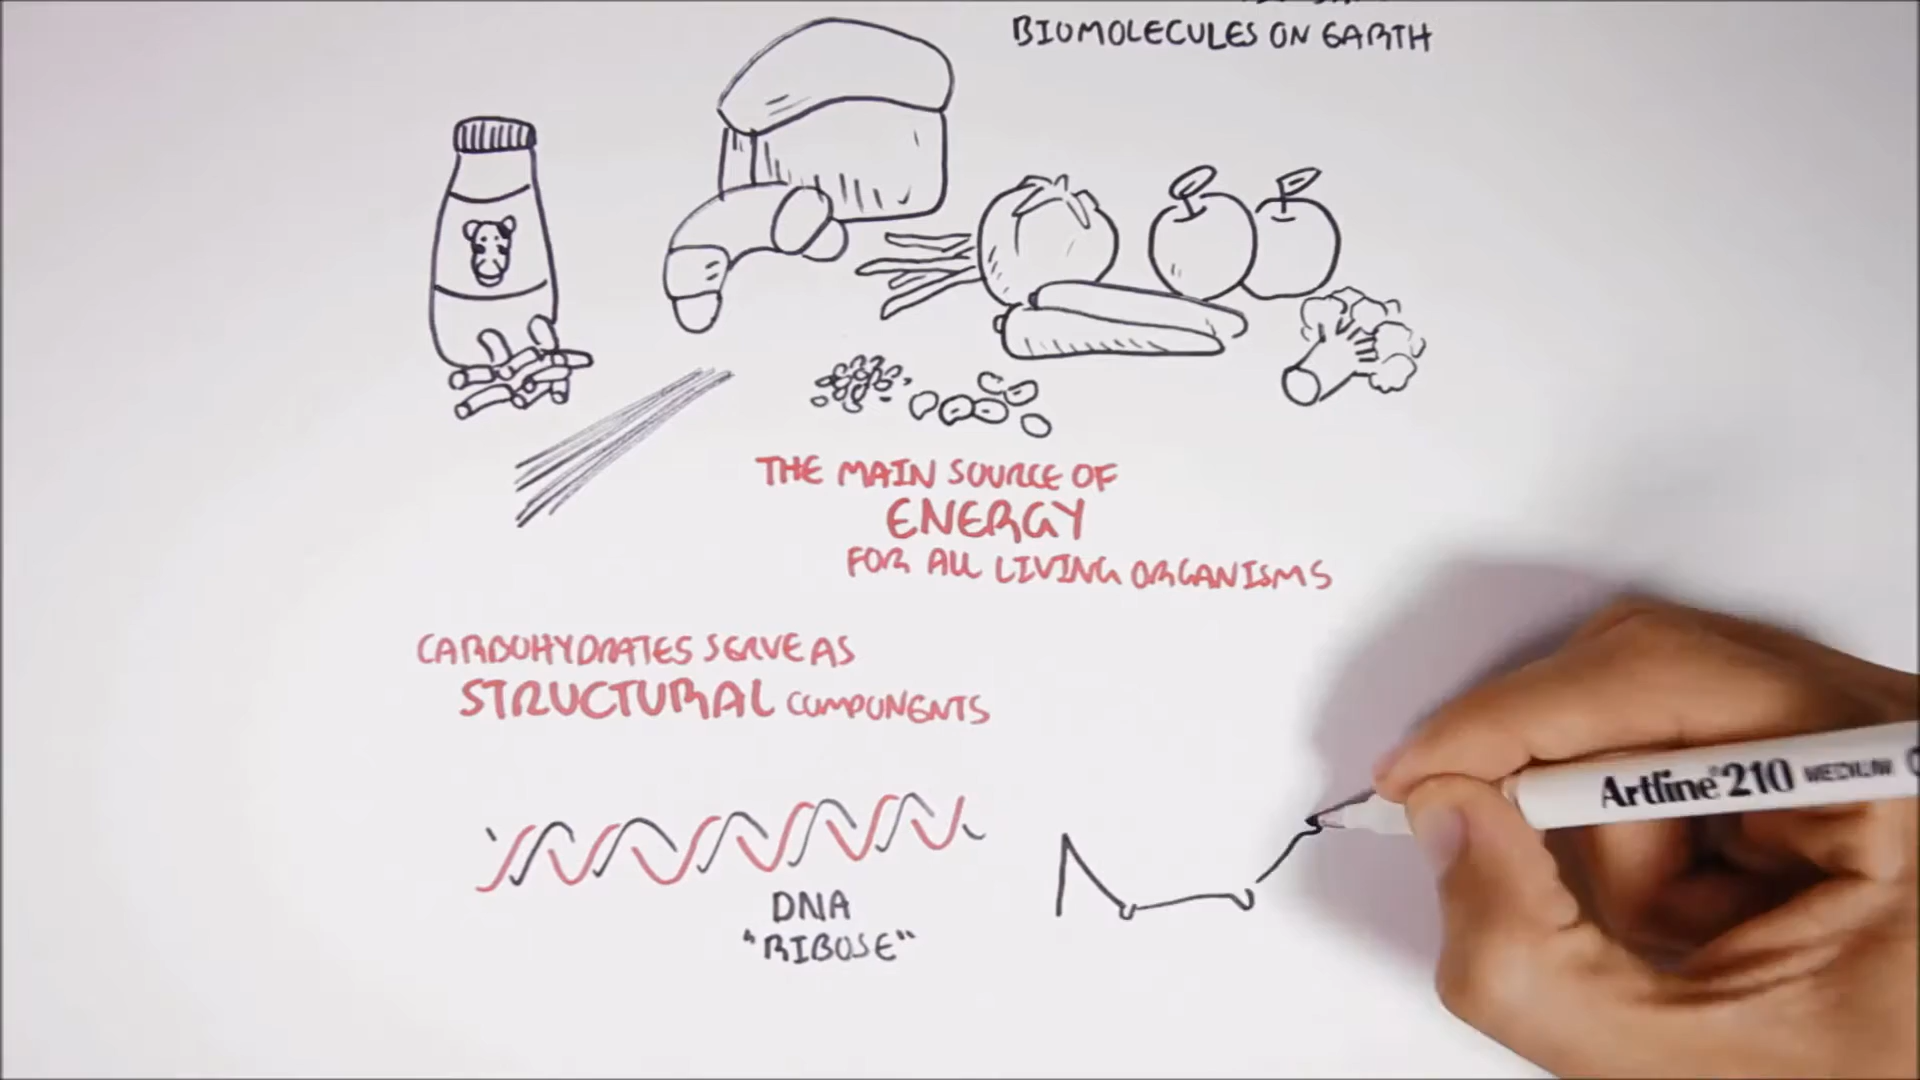 BIOMOLECULES ON EARTH
THE MAIN SOURCE OF
ENERGY
FOR ALL LIVING ORGANISMS
CARBOHYDRATES SERVE AS
STRUCTURAL COMPONENTS
DNA
"RIBOSE"
Artline 210 MEDIUM